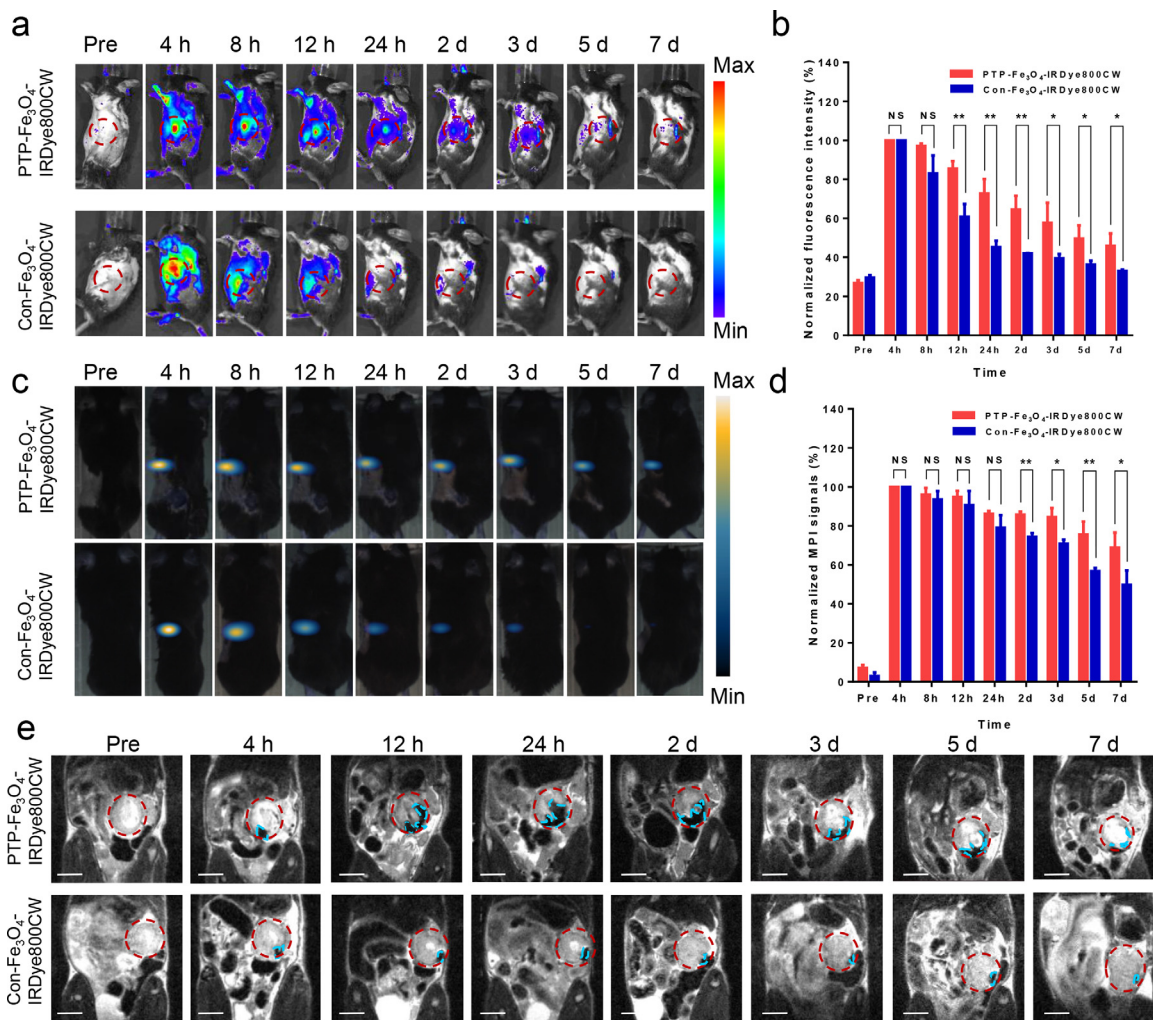 a
Pre 4 h 8 h 12 h 24 h 2 d 3 d 5 d 7 d
PTP-Fe₃O₄-
IRDye800CW
Con-Fe₃O₄-
IRDye800CW
Max
Min
b
Normalized fluorescence intensity (%)
140
120
100
80
60
40
20
0
PTP-Fe₃O₄-IRDye800CW
Con-Fe₃O₄-IRDye800CW
NS NS ** ** ** * * *
Pre 4h 8h 12h 24h 2d 3d 5d 7d
Time
c
Pre 4 h 8 h 12 h 24 h 2 d 3 d 5 d 7 d
PTP-Fe₃O₄-
IRDye800CW
Con-Fe₃O₄-
IRDye800CW
Max
Min
d
Normalized MPI signals (%)
140
120
100
80
60
40
20
0
PTP-Fe₃O₄-IRDye800CW
Con-Fe₃O₄-IRDye800CW
NS NS NS NS ** * ** *
Pre 4h 8h 12h 24h 2d 3d 5d 7d
Time
e
Pre 4 h 12 h 24 h 2 d 3 d 5 d 7 d
PTP-Fe₃O₄-
IRDye800CW
Con-Fe₃O₄-
IRDye800CW